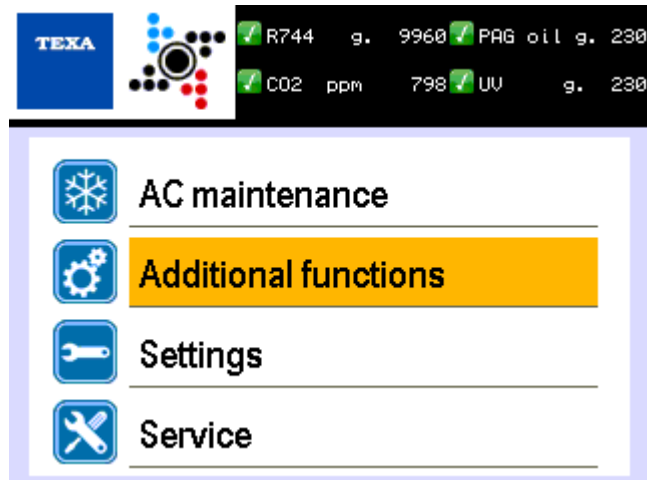 TEXA
R744 g. 9960 PAG oil g. 230
CO2 ppm 798 UV g. 230
AC maintenance
Additional functions
Settings
Service